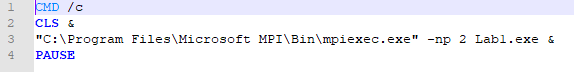 1 CMD /c
2 CLS &
3 "C:\Program Files\Microsoft MPI\Bin\mpiexec.exe" -np 2 Lab1.exe &
4 PAUSE